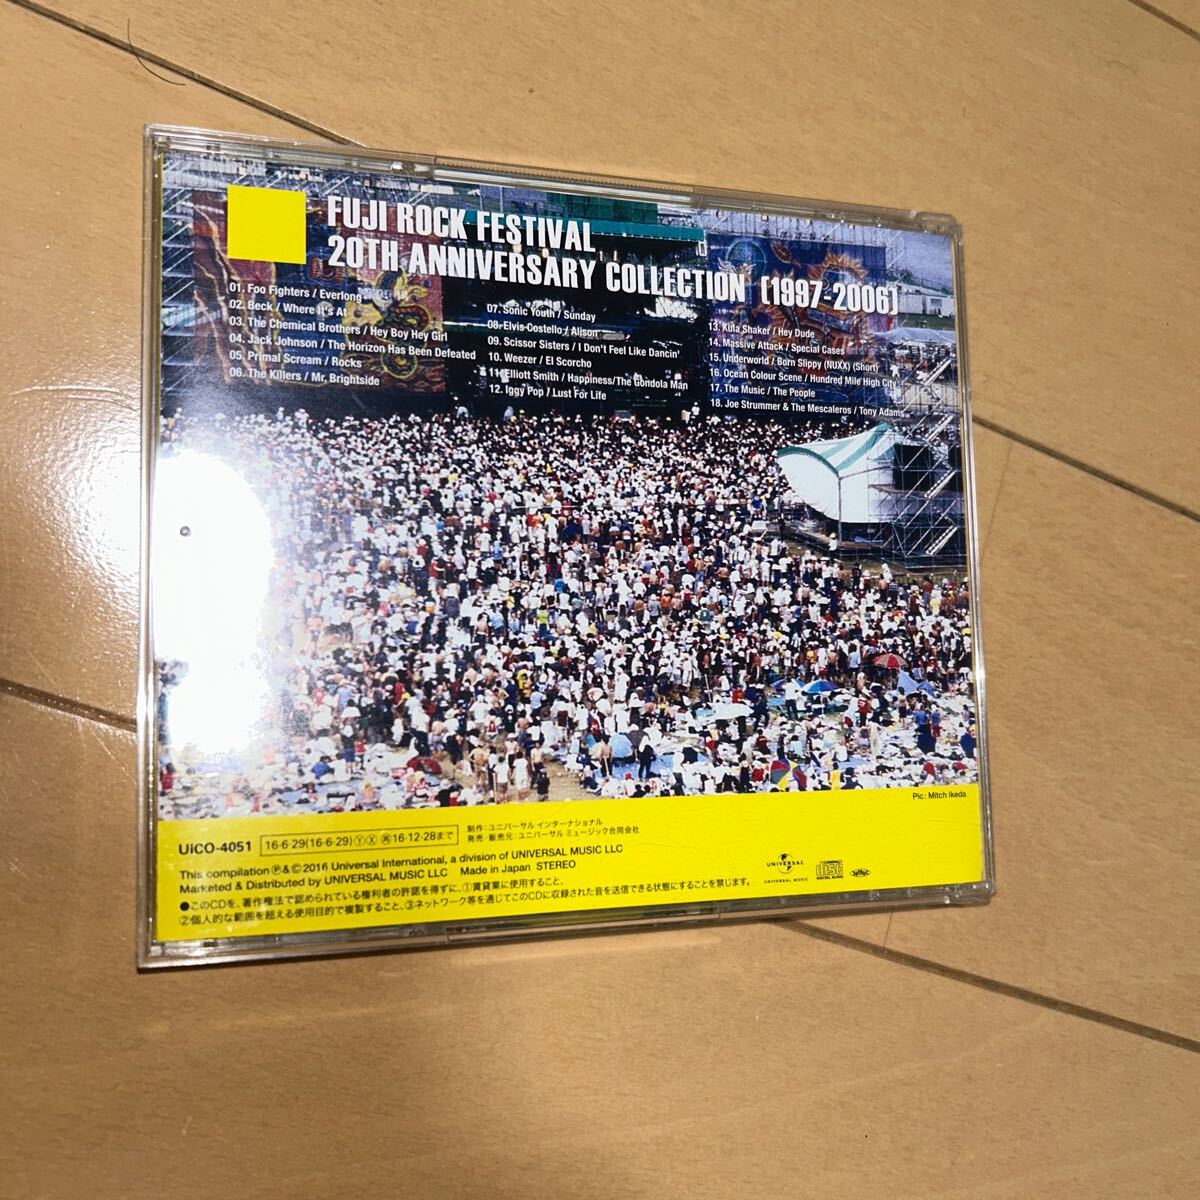 FUJI ROCK FESTIVAL
20TH ANNIVERSARY COLLECTION (1997-2006)
01. Foo Fighters / Everlong
02. Beck / Where It's At
03. The Chemical Brothers / Hey Boy Hey Girl
04. Jack Johnson / The Horizon Has Been Defeated
05. Primal Scream / Rocks
06. The Killers / Mr. Brightside
07. Sonic Youth / Sunday
08. Elvis Costello / Alison
09. Scissor Sisters / I Don't Feel Like Dancin'
10. Weezer / El Scorcho
11. Elliott Smith / Happiness/The Gondola Man
12. Iggy Pop / Lust For Life
13. Kula Shaker / Hey Dude
14. Massive Attack / Special Cases
15. Underworld / Born Slippy (NUXX) (Short)
16. Ocean Colour Scene / Hundred Mile High City
17. The Music / The People
18. Joe Strummer & The Mescaleros / Tony Adams
Pic : Mitch Ikeda
UICO-4051 16·6·29(16·6·29) Ⓨ Ⓧ ㊢16·12·28まで
制作：ユニバーサル インターナショナル
発売・販売元：ユニバーサル ミュージック合同会社
This compilation ℗&©2016 Universal International, a division of UNIVERSAL MUSIC LLC
Marketed & Distributed by UNIVERSAL MUSIC LLC Made in Japan STEREO
●このCDを、著作権法で認められている権利者の許諾を得ずに、①賃貸業に使用すること、
②個人的な範囲を超える使用目的で複製すること、③ネットワーク等を通じてこのCDに収録された音を送信できる状態にすることを禁じます。
UNIVERSAL
UNIVERSAL MUSIC
COMPACT disc DIGITAL AUDIO